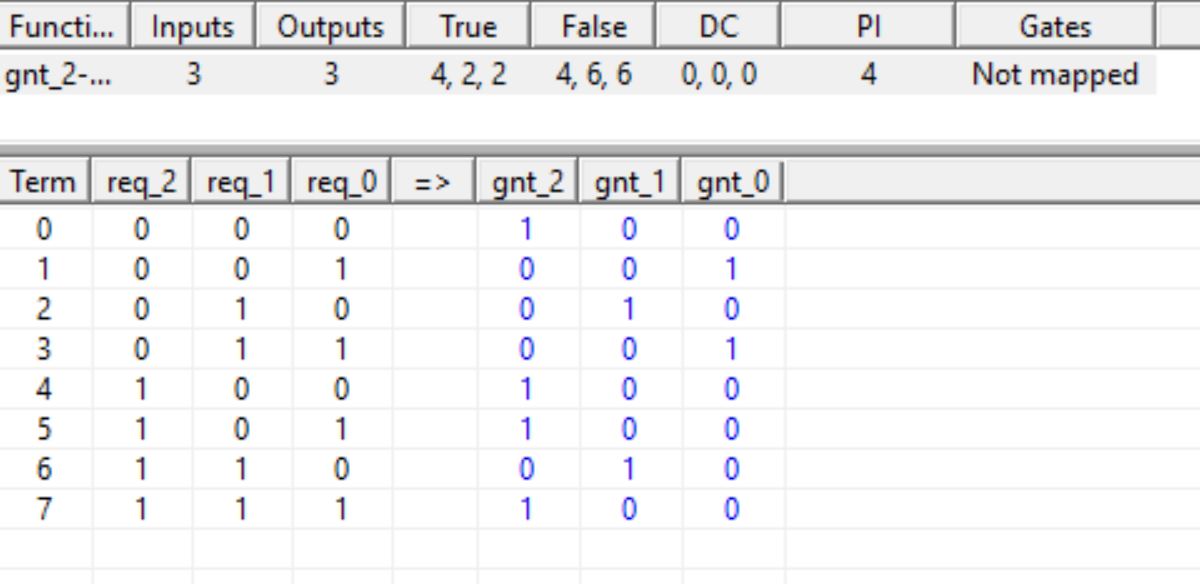 Functi... Inputs Outputs True False DC PI Gates
gnt_2-... 3 3 4, 2, 2 4, 6, 6 0, 0, 0 4 Not mapped
Term req_2 req_1 req_0 => gnt_2 gnt_1 gnt_0
0 0 0 0 1 0 0
1 0 0 1 0 0 1
2 0 1 0 0 1 0
3 0 1 1 0 0 1
4 1 0 0 1 0 0
5 1 0 1 1 0 0
6 1 1 0 0 1 0
7 1 1 1 1 0 0